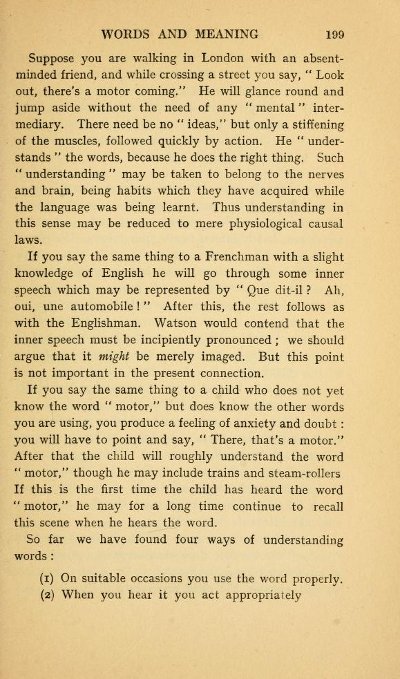 WORDS AND MEANING 199
Suppose you are walking in London with an absent-
minded friend, and while crossing a street you say, " Look
out, there's a motor coming." He will glance round and
jump aside without the need of any " mental " inter-
mediary. There need be no " ideas," but only a stiffening
of the muscles, followed quickly by action. He " under-
stands " the words, because he does the right thing. Such
" understanding " may be taken to belong to the nerves
and brain, being habits which they have acquired while
the language was being learnt. Thus understanding in
this sense may be reduced to mere physiological causal
laws.
If you say the same thing to a Frenchman with a slight
knowledge of English he will go through some inner
speech which may be represented by " Que dit-il ? Ah,
oui, une automobile ! " After this, the rest follows as
with the Englishman. Watson would contend that the
inner speech must be incipiently pronounced ; we should
argue that it might be merely imaged. But this point
is not important in the present connection.
If you say the same thing to a child who does not yet
know the word " motor," but does know the other words
you are using, you produce a feeling of anxiety and doubt :
you will have to point and say, " There, that's a motor."
After that the child will roughly understand the word
" motor," though he may include trains and steam-rollers
If this is the first time the child has heard the word
" motor," he may for a long time continue to recall
this scene when he hears the word.
So far we have found four ways of understanding
words :
(1) On suitable occasions you use the word properly.
(2) When you hear it you act appropriately